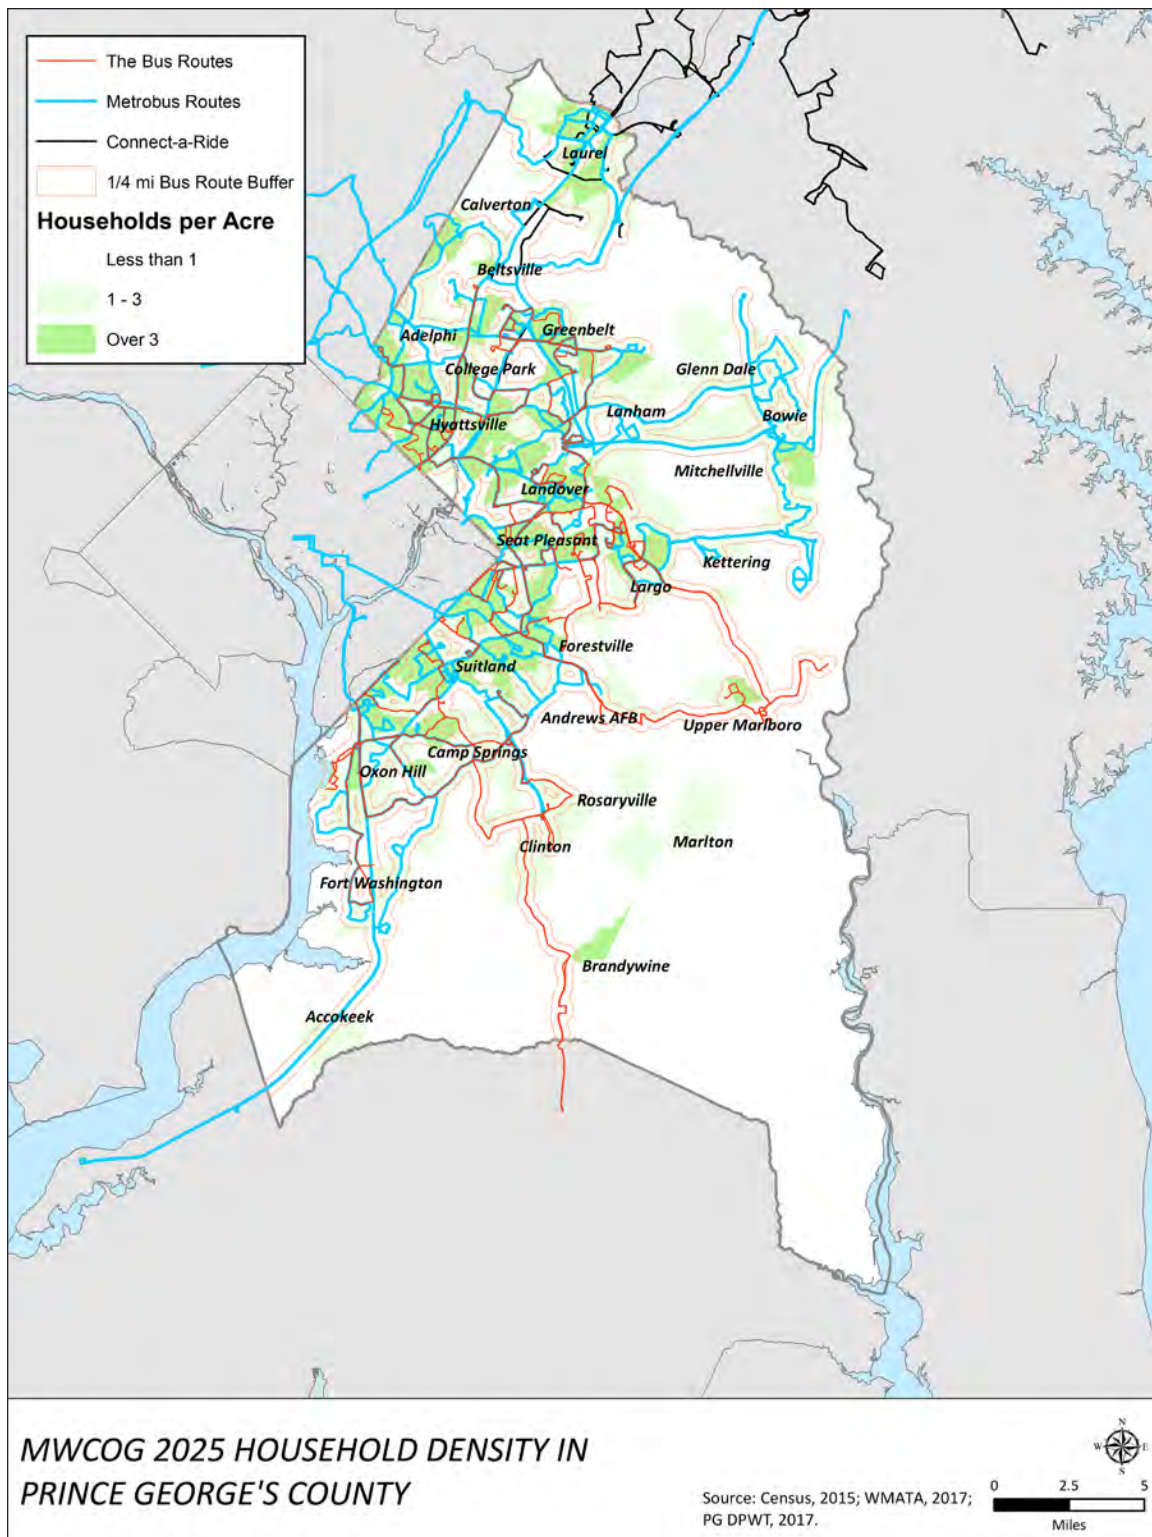 The Bus Routes
Metrobus Routes
Connect-a-Ride
1/4 mi Bus Route Buffer
Households per Acre
Less than 1
1 - 3
Over 3
Laurel
Calverton
Beltsville
Greenbelt
Adelphi
College Park
Glenn Dale
Lanham
Bowie
Hyattsville
Mitchellville
Landover
Seat Pleasant
Kettering
Largo
Forestville
Suitland
Andrews AFB
Upper Marlboro
Camp Springs
Oxon Hill
Rosaryville
Clinton
Marlton
Fort Washington
Brandywine
Accokeek
MWCOG 2025 HOUSEHOLD DENSITY IN
PRINCE GEORGE'S COUNTY
Source: Census, 2015; WMATA, 2017;
PG DPWT, 2017.
N
W E
S
0 2.5 5
Miles